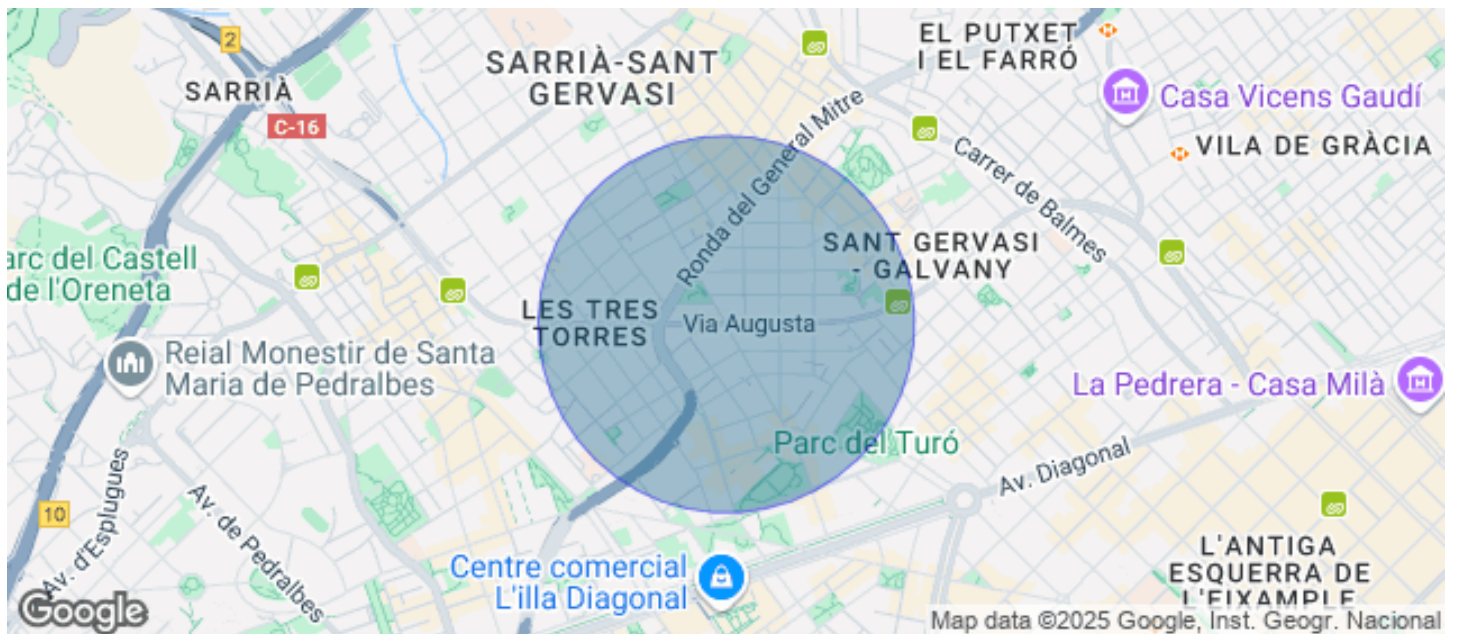 EL PUTXET
I EL FARRÓ
2
SARRIÀ-SANT
GERVASI
SARRIÀ
Casa Vicens Gaudí
C-16
Ronda del General Mitre
VILA DE GRÀCIA
Carrer de Balmes
arc del Castell
de l'Oreneta
SANT GERVASI
- GALVANY
LES TRES
TORRES
Via Augusta
Reial Monestir de Santa
Maria de Pedralbes
La Pedrera - Casa Milà
Parc del Turó
Av. Diagonal
Av. d'Esplugues
Av. de Pedralbes
10
Centre comercial
L'illa Diagonal
L'ANTIGA
ESQUERRA DE
L'EIXAMPLE
Google
Map data ©2025 Google, Inst. Geogr. Nacional